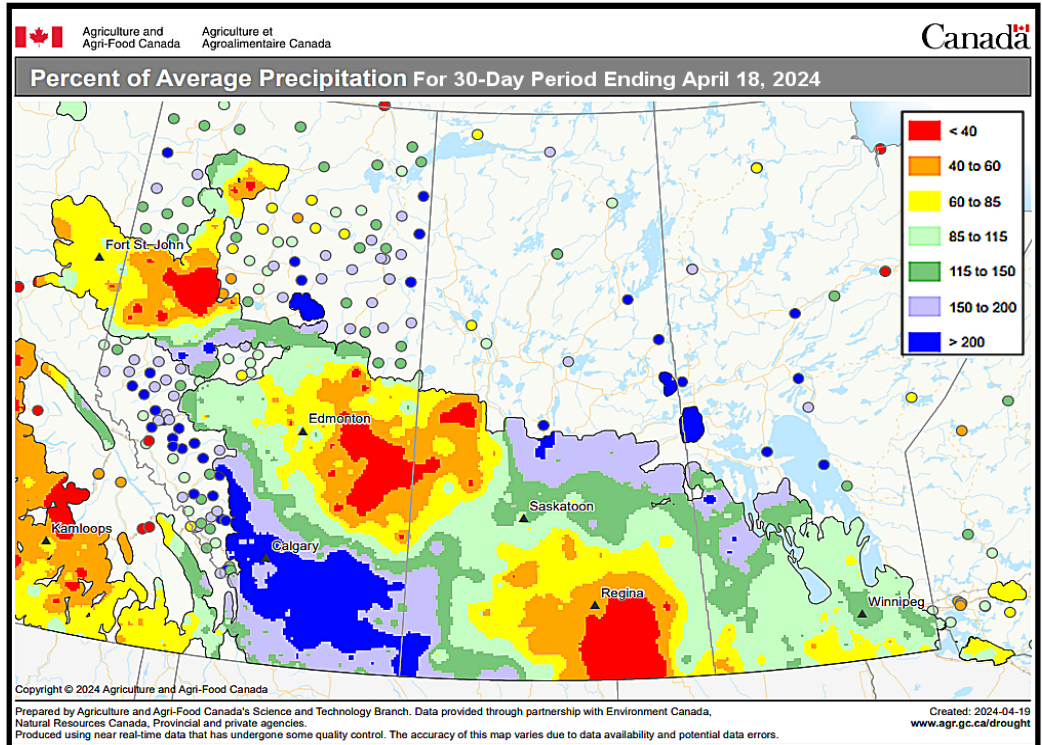 Agriculture and Agriculture et
Agri-Food Canada Agroalimentaire Canada
Canada
Percent of Average Precipitation For 30-Day Period Ending April 18, 2024
< 40
40 to 60
60 to 85
85 to 115
115 to 150
150 to 200
> 200
Fort St. John
Edmonton
Saskatoon
Kamloops
Calgary
Regina
Winnipeg
Copyright © 2024 Agriculture and Agri-Food Canada
Prepared by Agriculture and Agri-Food Canada's Science and Technology Branch. Data provided through partnership with Environment Canada,
Natural Resources Canada, Provincial and private agencies.
Produced using near real-time data that has undergone some quality control. The accuracy of this map varies due to data availability and potential data errors.
Created: 2024-04-19
www.agr.gc.ca/drought